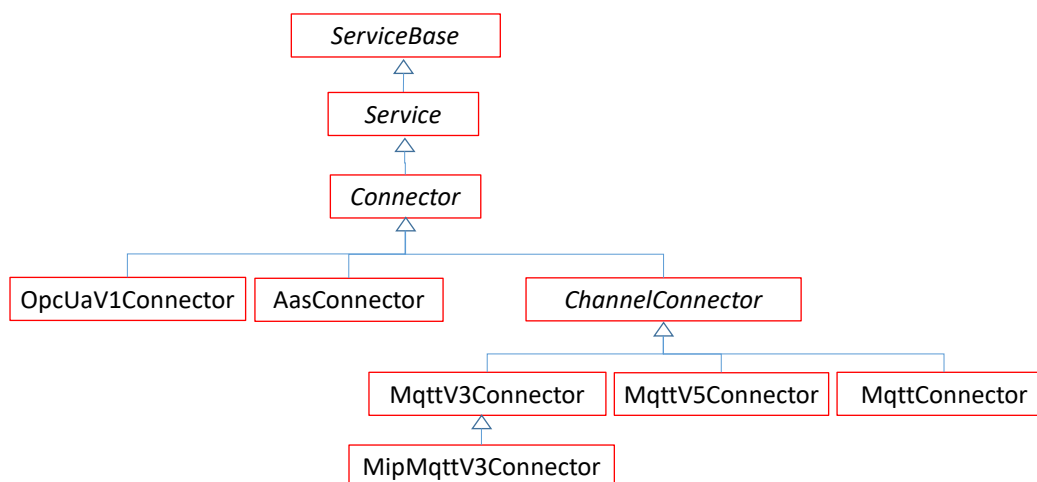 ServiceBase
Service
Connector
OpcUaV1Connector
AasConnector
ChannelConnector
MqttV3Connector
MqttV5Connector
MqttConnector
MipMqttV3Connector